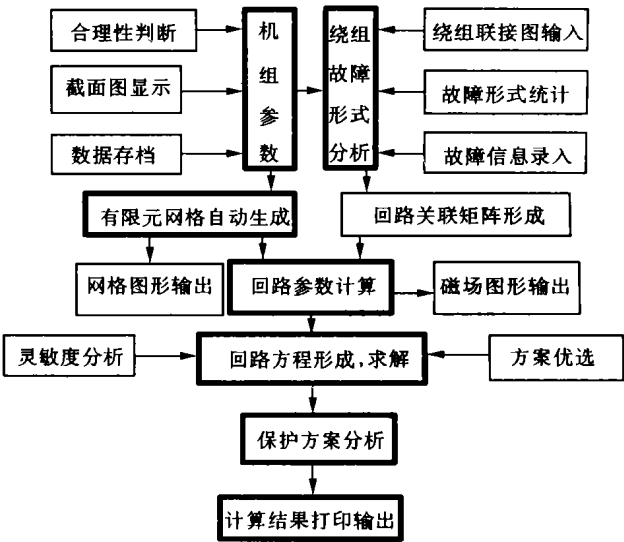 合理性判断
截面图显示
数据存档
机组参数
绕组故障形式分析
绕组联接图输入
故障形式统计
故障信息录入
有限元网格自动生成
回路关联矩阵形成
网格图形输出
回路参数计算
磁场图形输出
灵敏度分析
回路方程形成,求解
方案优选
保护方案分析
计算结果打印输出